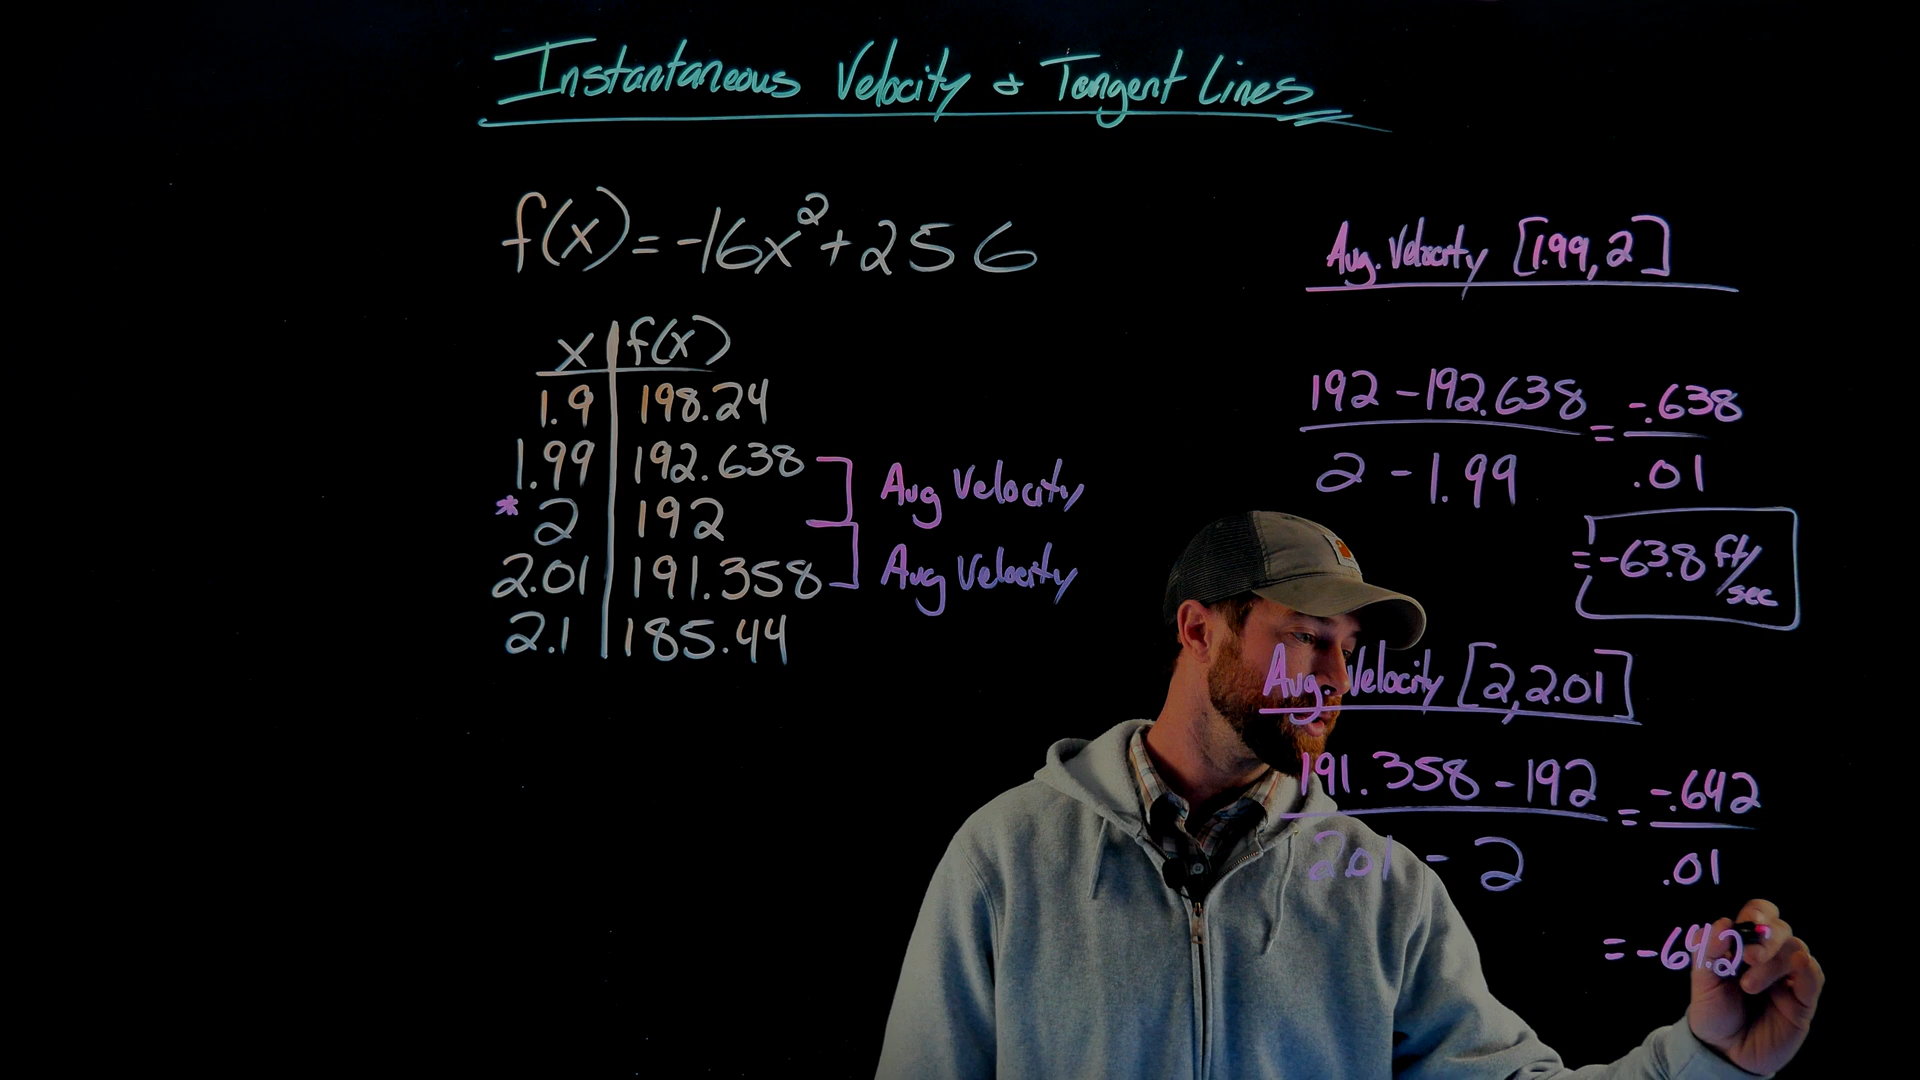 Instantaneous Velocity & Tangent Lines
f(x) = -16x² + 256
x | f(x)
1.9 | 198.24
1.99 | 192.638
* 2 | 192
2.01 | 191.358
2.1 | 185.44
Avg Velocity
Avg Velocity
Avg. Velocity [1.99, 2]
192 - 192.638 = -.638
2 - 1.99 .01
= -63.8 ft/sec
Avg. Velocity [2, 2.01]
191.358 - 192 = -.642
2.01 - 2 .01
= -64.2